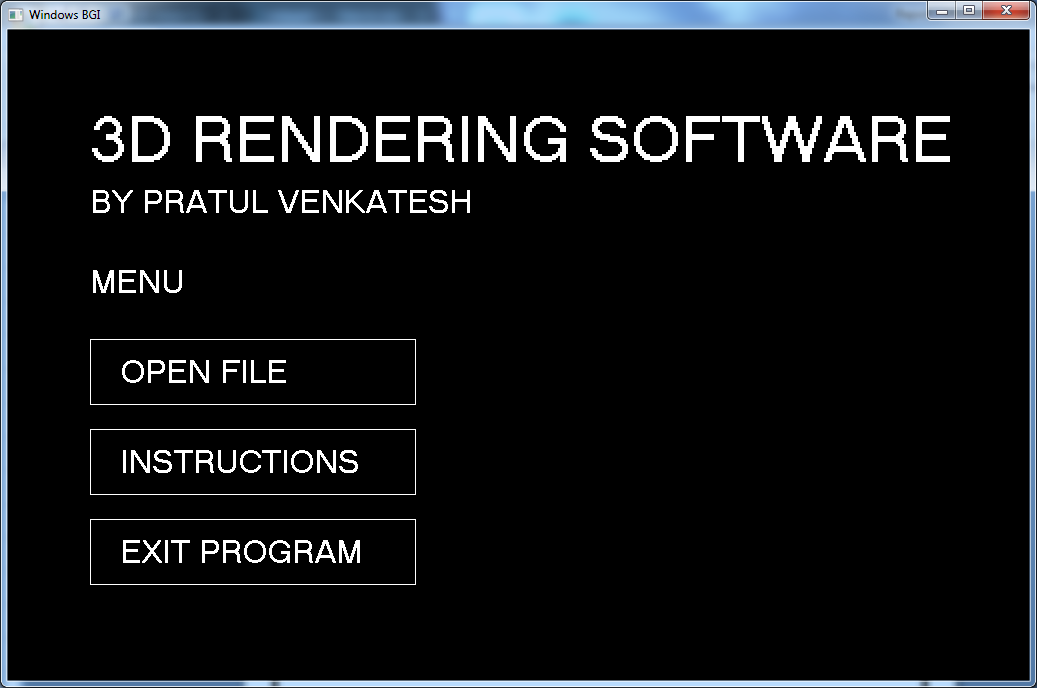 Windows BGI
3D RENDERING SOFTWARE
BY PRATUL VENKATESH
MENU
OPEN FILE
INSTRUCTIONS
EXIT PROGRAM